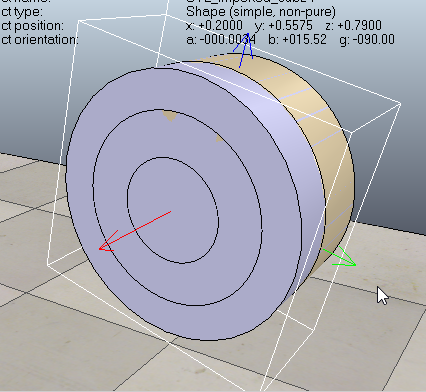 ct type: Shape (simple, non-pure)
ct position: x: +0.2000 y: +0.5575 z: +0.7900
ct orientation: a: -000.0034 b: +015.52 g: -090.00